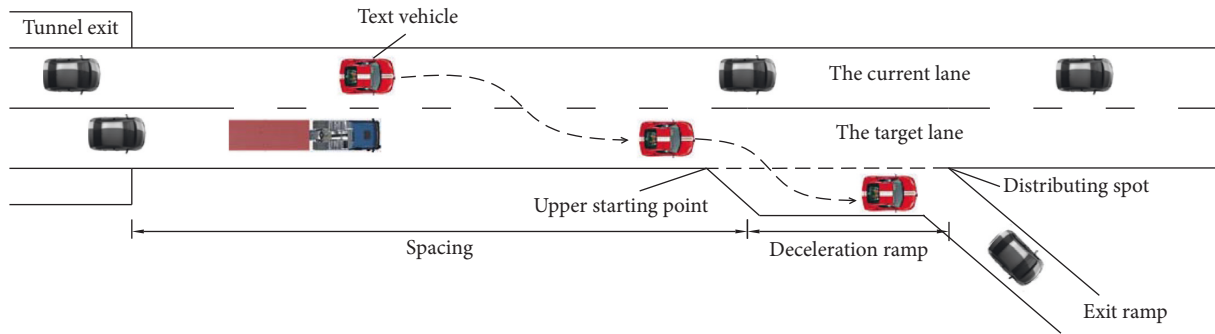 Tunnel exit
Text vehicle
The current lane
The target lane
Upper starting point
Distributing spot
Spacing
Deceleration ramp
Exit ramp